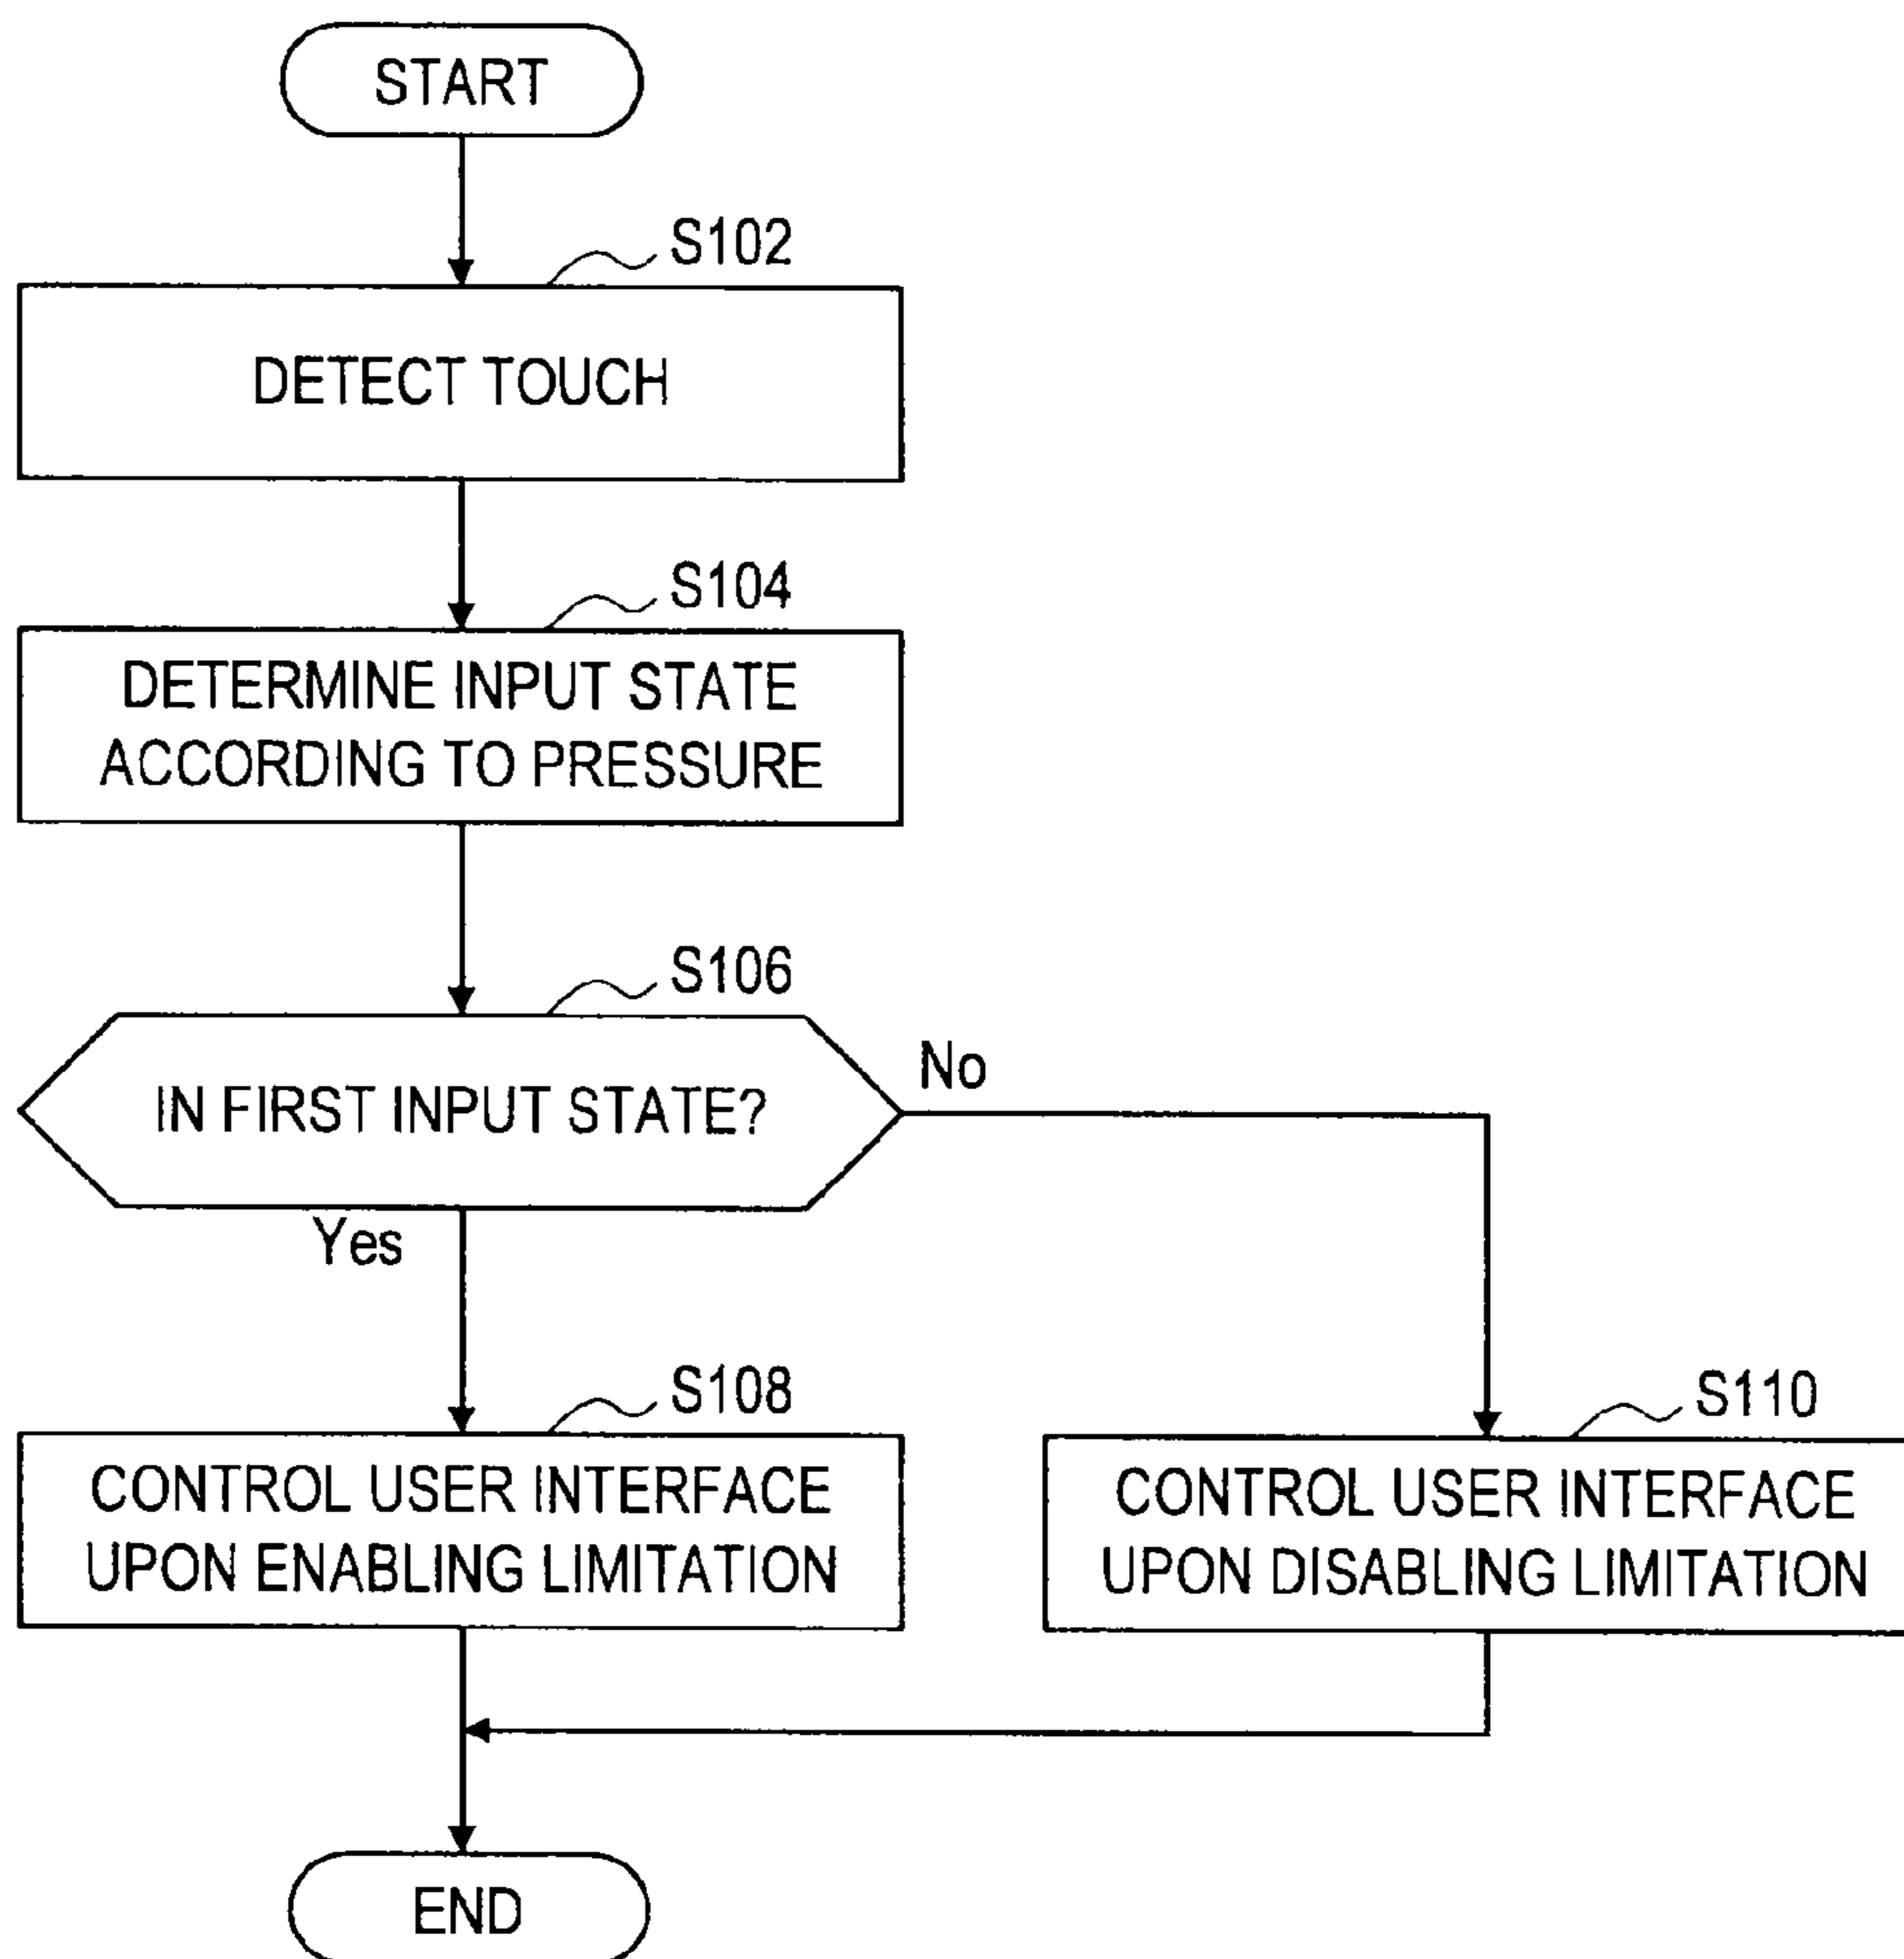 START
S102
DETECT TOUCH
S104
DETERMINE INPUT STATE
ACCORDING TO PRESSURE
S106
IN FIRST INPUT STATE?
No
Yes
S108
CONTROL USER INTERFACE
UPON ENABLING LIMITATION
S110
CONTROL USER INTERFACE
UPON DISABLING LIMITATION
END